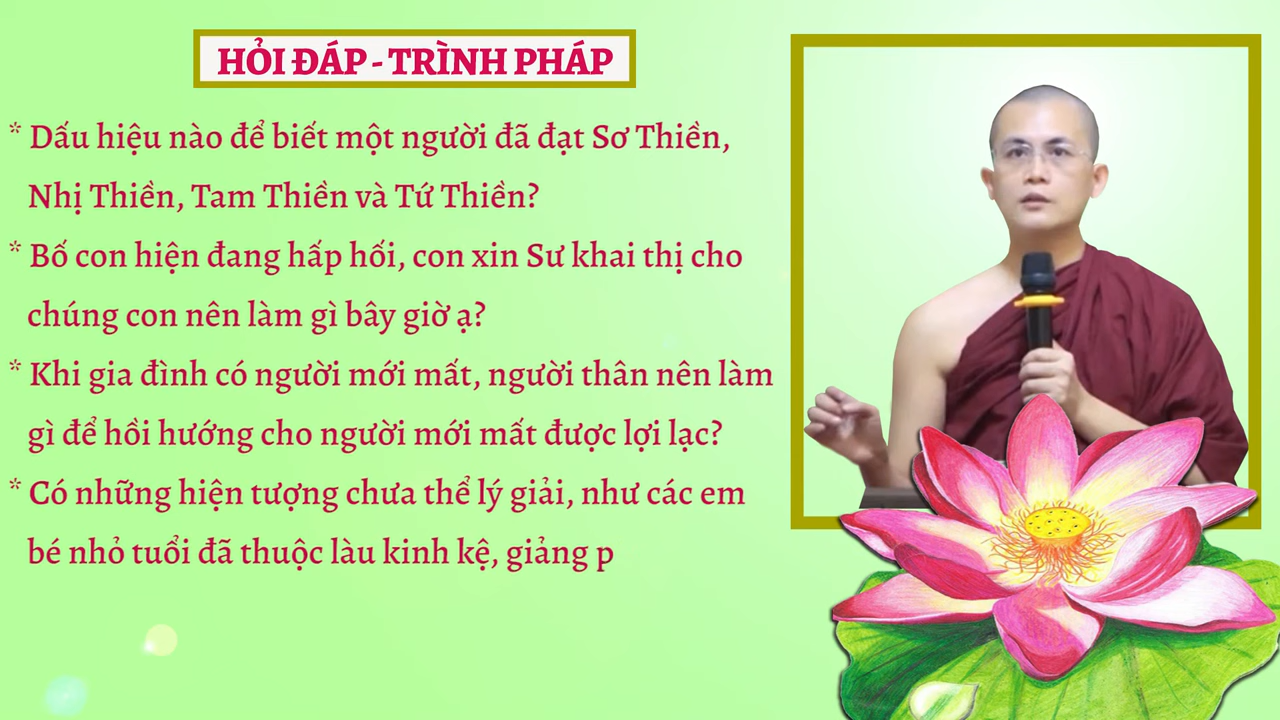 HỎI ĐÁP - TRÌNH PHÁP
* Dấu hiệu nào để biết một người đã đạt Sơ Thiền,
Nhị Thiền, Tam Thiền và Tứ Thiền?
* Bố con hiện đang hấp hối, con xin Sư khai thị cho
chúng con nên làm gì bây giờ ạ?
* Khi gia đình có người mới mất, người thân nên làm
gì để hồi hướng cho người mới mất được lợi lạc?
* Có những hiện tượng chưa thể lý giải, như các em
bé nhỏ tuổi đã thuộc làu kinh kệ, giảng p